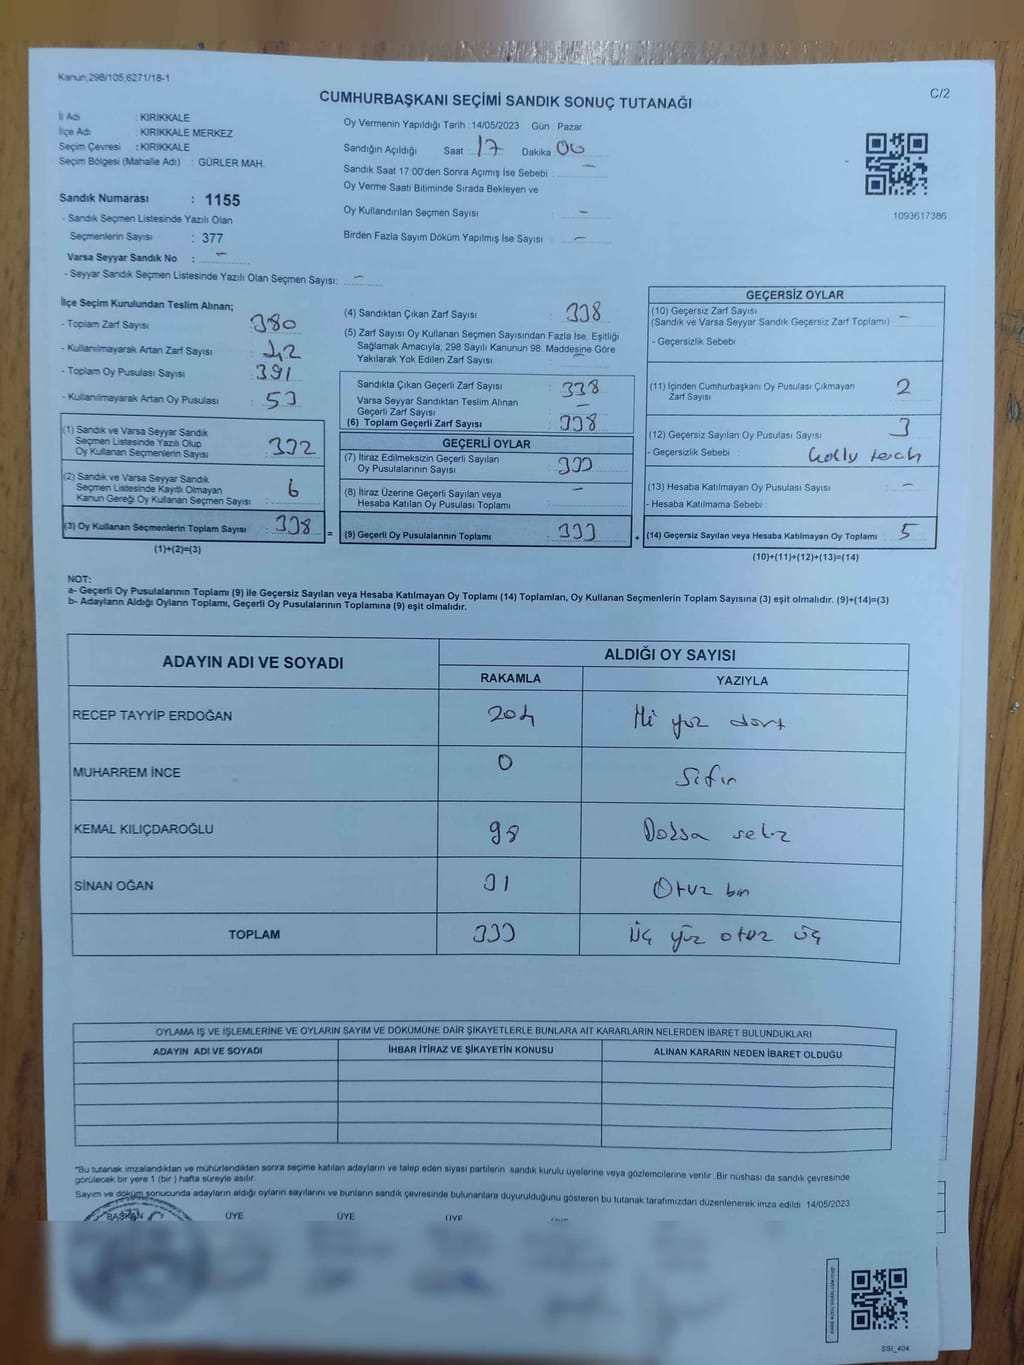 Kanun;298/105,6271/18-1
C/2
CUMHURBAŞKANI SEÇİMİ SANDIK SONUÇ TUTANAĞI
İl Adı : KIRIKKALE
İlçe Adı : KIRIKKALE MERKEZ
Seçim Çevresi : KIRIKKALE
Seçim Bölgesi (Mahalle Adı) : GÜRLER MAH.
Sandık Numarası : 1155
- Sandık Seçmen Listesinde Yazılı Olan
Seçmenlerin Sayısı : 377
Varsa Seyyar Sandık No : -
- Seyyar Sandık Seçmen Listesinde Yazılı Olan Seçmen Sayısı: -
Oy Vermenin Yapıldığı Tarih :14/05/2023 Gün : Pazar
Sandığın Açıldığı Saat : 17 Dakika : 00
Sandık Saat 17:00'den Sonra Açımış İse Sebebi : -
Oy Verme Saati Bitiminde Sırada Bekleyen ve
Oy Kullandırılan Seçmen Sayısı : -
Birden Fazla Sayım Döküm Yapılmış İse Sayısı : -
1093617386
İlçe Seçim Kurulundan Teslim Alınan;
- Toplam Zarf Sayısı : 380
- Kullanılmayarak Artan Zarf Sayısı : 42
- Toplam Oy Pusulası Sayısı : 391
- Kullanılmayarak Artan Oy Pusulası : 53
(1) Sandık ve Varsa Seyyar Sandık
Seçmen Listesinde Yazılı Olup
Oy Kullanan Seçmenlerin Sayısı : 332
(2) Sandık ve Varsa Seyyar Sandık
Seçmen Listesinde Kayıtlı Olmayan
Kanun Gereği Oy Kullanan Seçmen Sayısı : 6
(3) Oy Kullanan Seçmenlerin Toplam Sayısı : 338
(1)+(2)=(3)
(4) Sandıktan Çıkan Zarf Sayısı : 338
(5) Zarf Sayısı Oy Kullanan Seçmen Sayısından Fazla İse, Eşitliği
Sağlamak Amacıyla; 298 Sayılı Kanunun 98. Maddesine Göre
Yakılarak Yok Edilen Zarf Sayısı : -
Sandıkta Çıkan Geçerli Zarf Sayısı : 338
Varsa Seyyar Sandıktan Teslim Alınan
Geçerli Zarf Sayısı : -
(6) Toplam Geçerli Zarf Sayısı : 338
GEÇERLİ OYLAR
(7) İtiraz Edilmeksizin Geçerli Sayılan
Oy Pusulalarının Sayısı : 333
(8) İtiraz Üzerine Geçerli Sayılan veya
Hesaba Katılan Oy Pusulası Toplamı : -
= (9) Geçerli Oy Pusulalarının Toplamı : 333
GEÇERSİZ OYLAR
(10) Geçersiz Zarf Sayısı
(Sandık ve Varsa Seyyar Sandık Geçersiz Zarf Toplamı) : -
- Geçersizlik Sebebi :
(11) İçinden Cumhurbaşkanı Oy Pusulası Çıkmayan
Zarf Sayısı : 2
(12) Geçersiz Sayılan Oy Pusulası Sayısı : 3
- Geçersizlik Sebebi :
(13) Hesaba Katılmayan Oy Pusulası Sayısı : -
- Hesaba Katılmama Sebebi :
+ (14) Geçersiz Sayılan veya Hesaba Katılmayan Oy Toplamı : 5
(10)+(11)+(12)+(13)=(14)
NOT:
a- Geçerli Oy Pusulalarının Toplamı (9) ile Geçersiz Sayılan veya Hesaba Katılmayan Oy Toplamı (14) Toplamları, Oy Kullanan Seçmenlerin Toplam Sayısına (3) eşit olmalıdır. (9)+(14)=(3)
b- Adayların Aldığı Oyların Toplamı, Geçerli Oy Pusulalarının Toplamına (9) eşit olmalıdır.
ADAYIN ADI VE SOYADI ALDIĞI OY SAYISI
RAKAMLA YAZIYLA
RECEP TAYYİP ERDOĞAN 204 İki yüz dört
MUHARREM İNCE 0 Sıfır
KEMAL KILIÇDAROĞLU 98 Doksa sekiz
SİNAN OĞAN 31 Otuz bir
TOPLAM 333 Üç yüz otuz üç
OYLAMA İŞ VE İŞLEMLERİNE VE OYLARIN SAYIM VE DÖKÜMÜNE DAİR ŞİKAYETLERLE BUNLARA AİT KARARLARIN NELERDEN İBARET BULUNDUKLARI
ADAYIN ADI VE SOYADI İHBAR İTİRAZ VE ŞİKAYETİN KONUSU ALINAN KARARIN NEDEN İBARET OLDUĞU
*Bu tutanak imzalandıktan ve mühürlendikten sonra seçime katılan adayların ve talep eden siyasi partilerin sandık kurulu üyelerine veya gözlemcilerine verilir .Bir nüshası da sandık çevresinde
görülecek bir yere 1 (bir ) hafta süreyle asılır.
Sayım ve döküm sonucunda adayların aldığı oyların sayılarını ve bunların sandık çevresinde bulunanlara duyurulduğunu gösteren bu tutanak tarafımızdan düzenlenerek imza edildi. 14/05/2023
BAŞKAN ÜYE ÜYE ÜYE
SSI_404